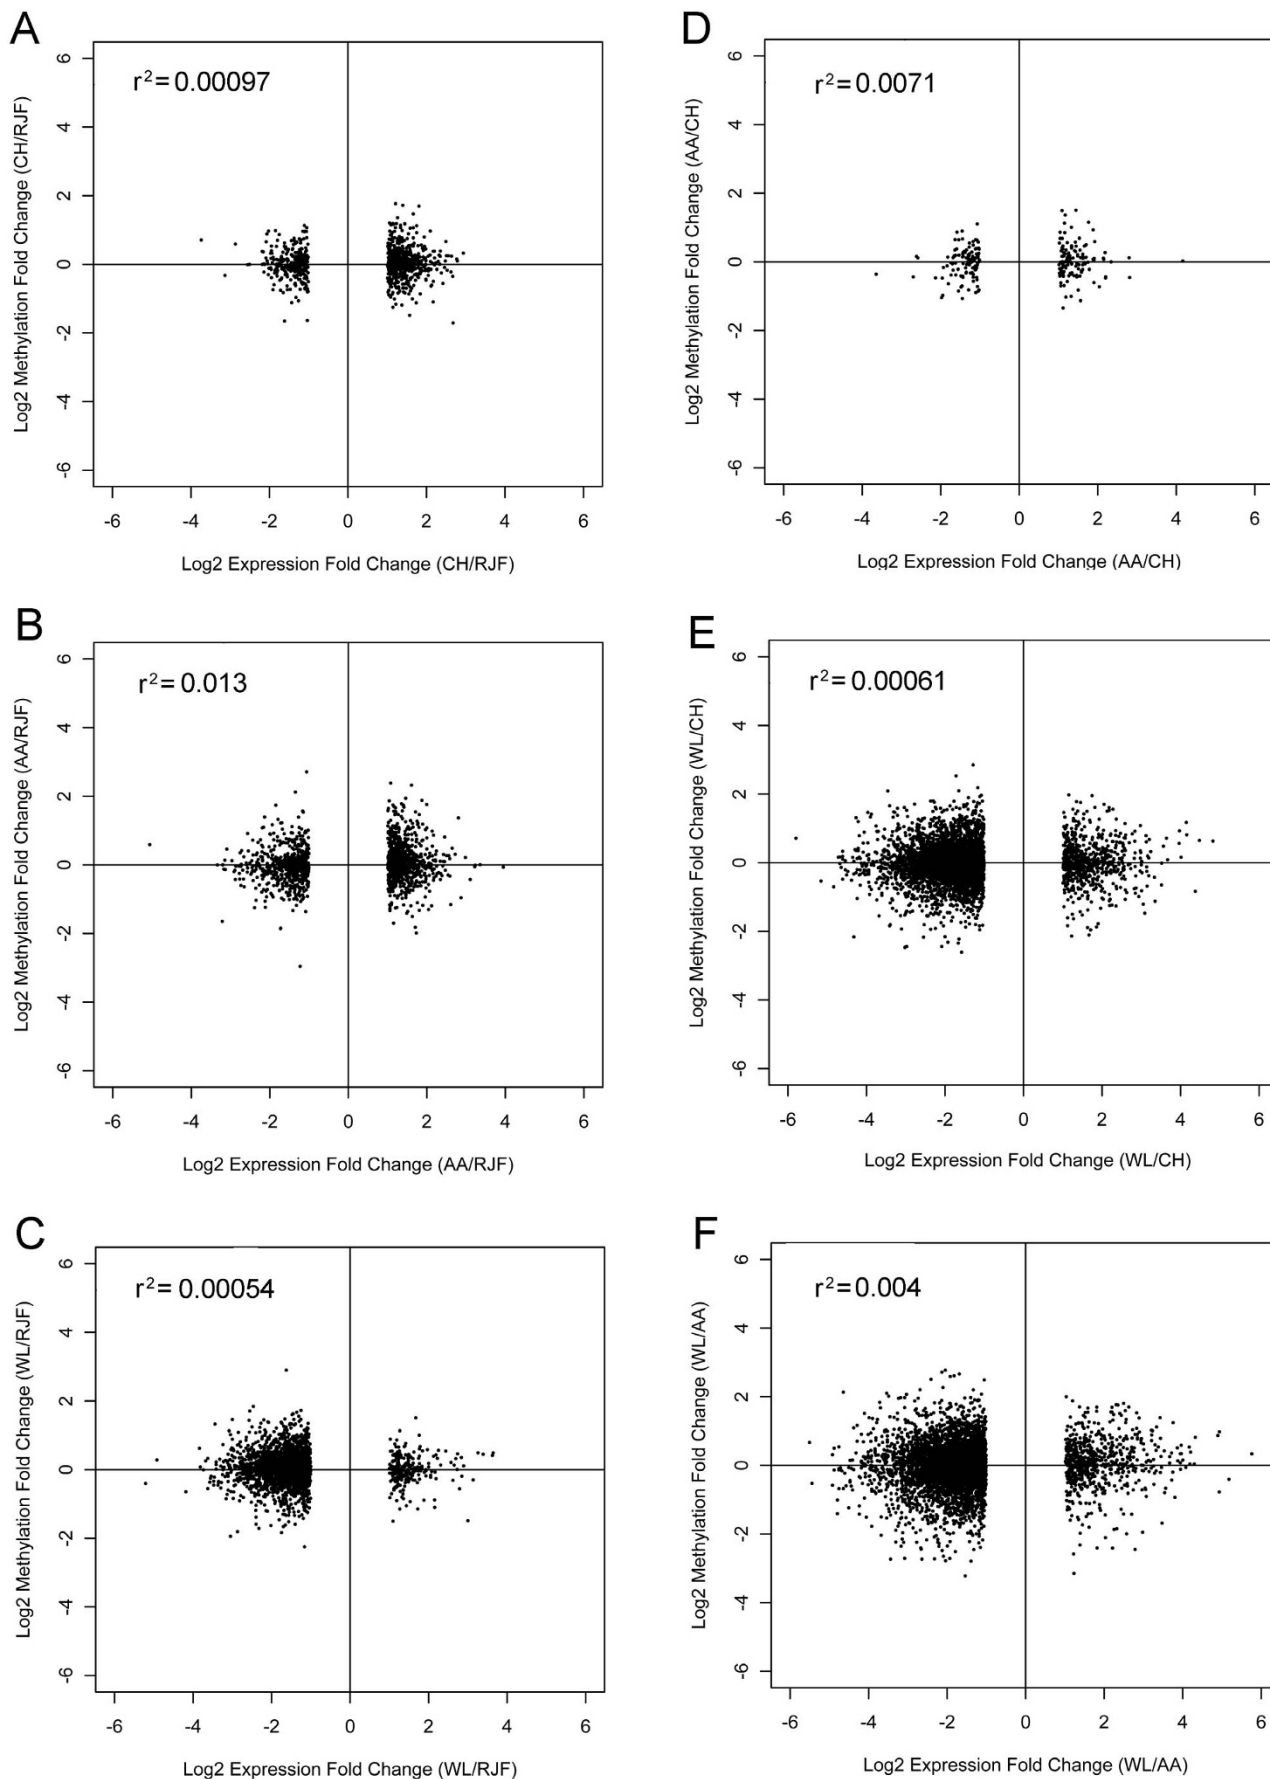 A
r²= 0.00097
Log2 Methylation Fold Change (CH/RJF)
6
4
2
0
-2
-4
-6
-6 -4 -2 0 2 4 6
Log2 Expression Fold Change (CH/RJF)
B
r²= 0.013
Log2 Methylation Fold Change (AA/RJF)
6
4
2
0
-2
-4
-6
-6 -4 -2 0 2 4 6
Log2 Expression Fold Change (AA/RJF)
C
r²= 0.00054
Log2 Methylation Fold Change (WL/RJF)
6
4
2
0
-2
-4
-6
-6 -4 -2 0 2 4 6
Log2 Expression Fold Change (WL/RJF)
D
r²= 0.0071
Log2 Methylation Fold Change (AA/CH)
6
4
2
0
-2
-4
-6
-6 -4 -2 0 2 4 6
Log2 Expression Fold Change (AA/CH)
E
r²= 0.00061
Log2 Methylation Fold Change (WL/CH)
6
4
2
0
-2
-4
-6
-6 -4 -2 0 2 4 6
Log2 Expression Fold Change (WL/CH)
F
r²= 0.004
Log2 Methylation Fold Change (WL/AA)
6
4
2
0
-2
-4
-6
-6 -4 -2 0 2 4 6
Log2 Expression Fold Change (WL/AA)